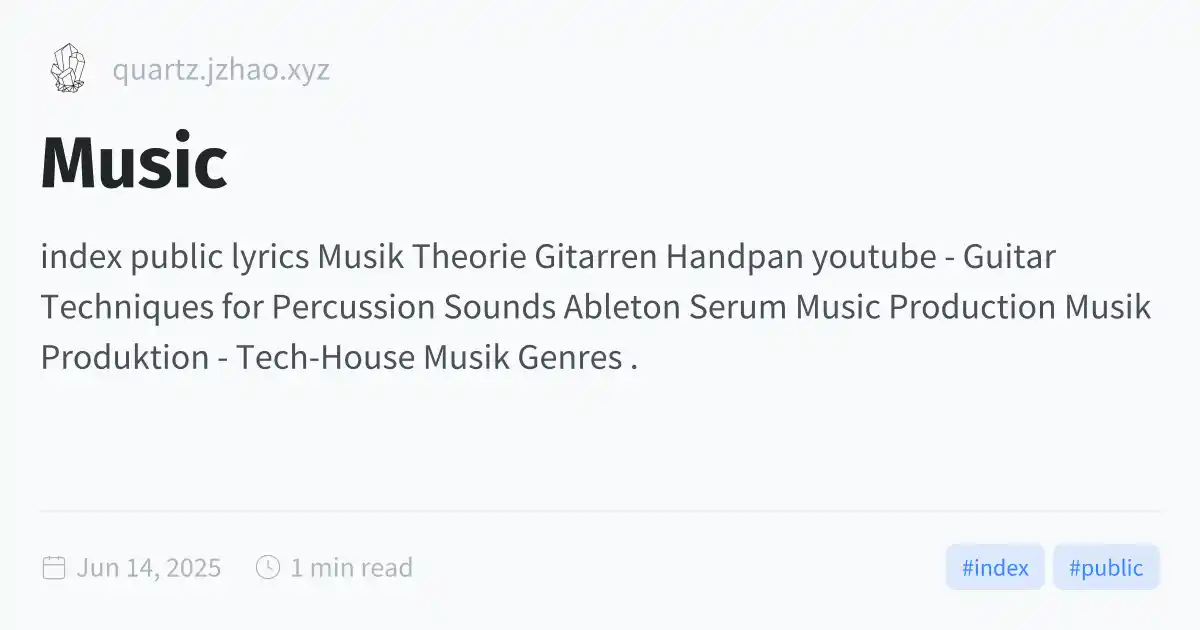 quartz.jzhao.xyz
Music
index public lyrics Musik Theorie Gitarren Handpan youtube - Guitar
Techniques for Percussion Sounds Ableton Serum Music Production Musik
Produktion - Tech-House Musik Genres .
Jun 14, 2025 1 min read #index #public